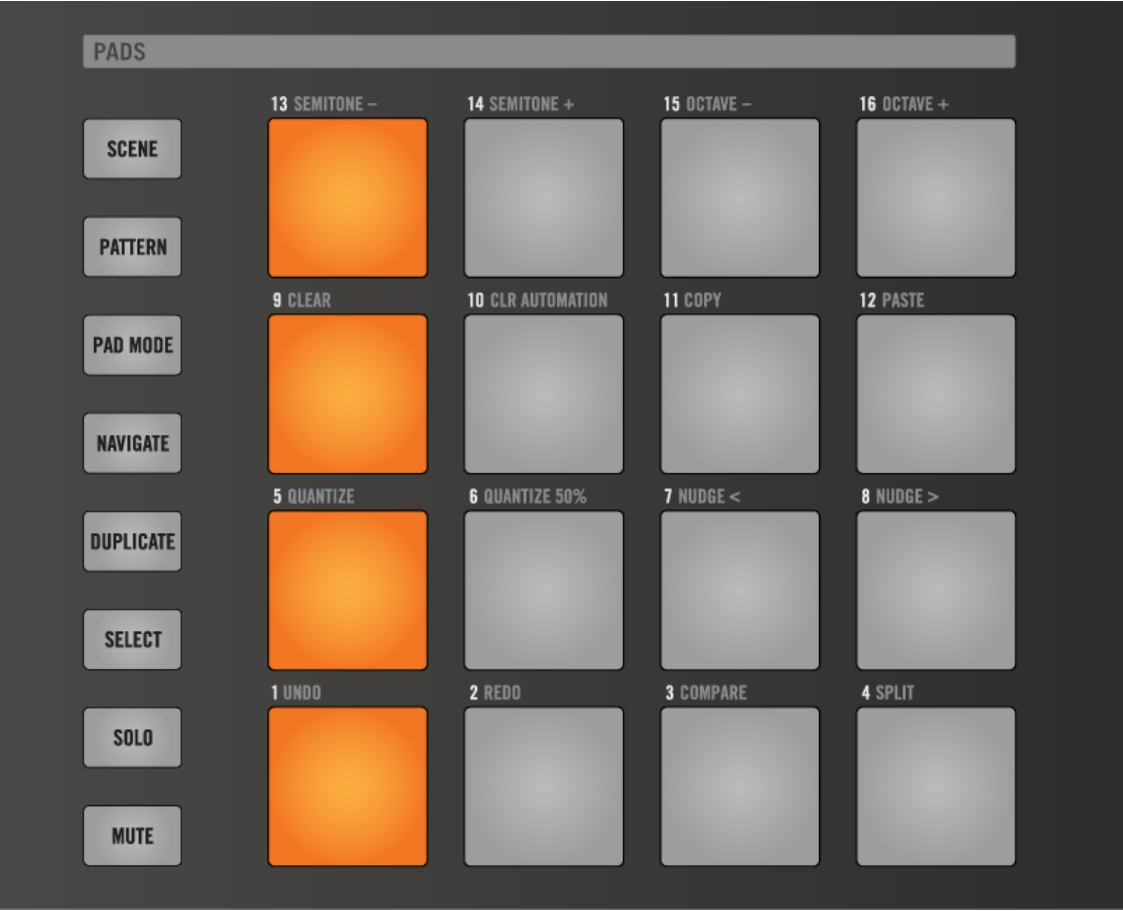 PADS
13 SEMITONE – 14 SEMITONE + 15 OCTAVE – 16 OCTAVE +
SCENE
PATTERN
9 CLEAR 10 CLR AUTOMATION 11 COPY 12 PASTE
PAD MODE
NAVIGATE
5 QUANTIZE 6 QUANTIZE 50% 7 NUDGE < 8 NUDGE >
DUPLICATE
SELECT
1 UNDO 2 REDO 3 COMPARE 4 SPLIT
SOLO
MUTE